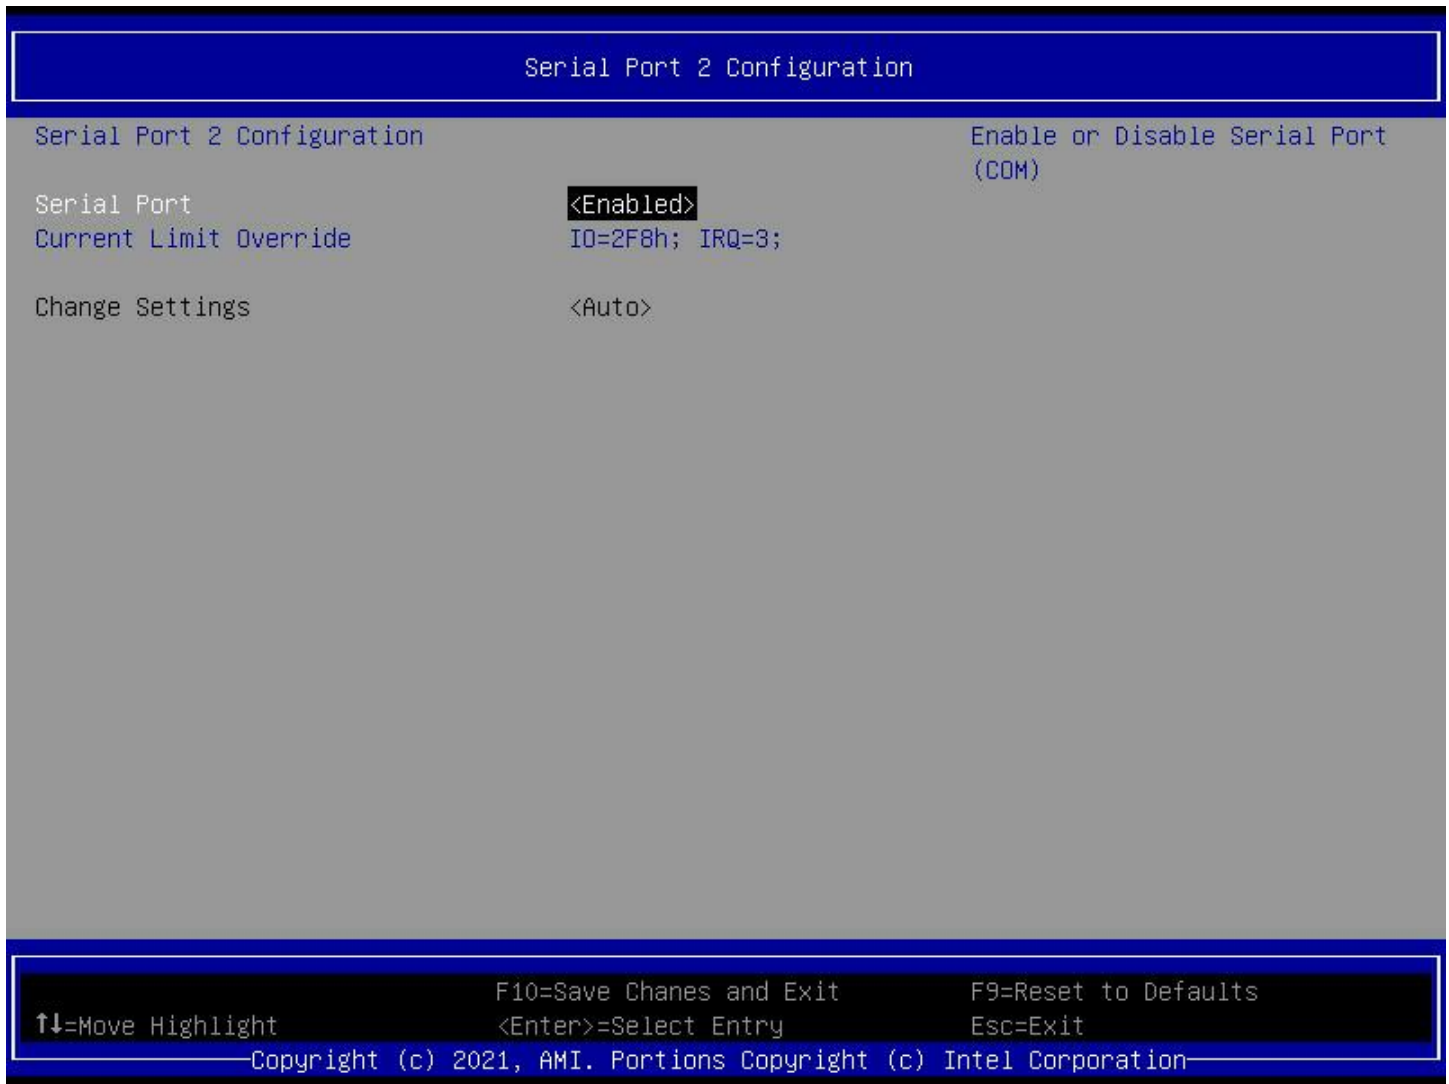 Serial Port 2 Configuration
Serial Port 2 Configuration
Enable or Disable Serial Port
(COM)
Serial Port <Enabled>
Current Limit Override IO=2F8h; IRQ=3;
Change Settings <Auto>
F10=Save Chanes and Exit F9=Reset to Defaults
↑↓=Move Highlight <Enter>=Select Entry Esc=Exit
Copyright (c) 2021, AMI. Portions Copyright (c) Intel Corporation